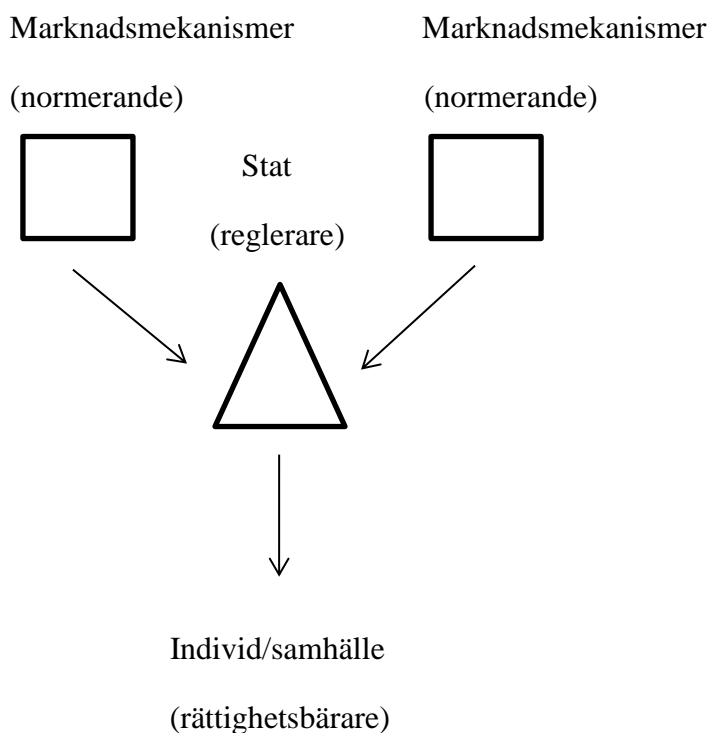 Marknadsmekanismer
(normerande)
Marknadsmekanismer
(normerande)
Stat
(reglerare)
Individ/samhälle
(rättighetsbärare)